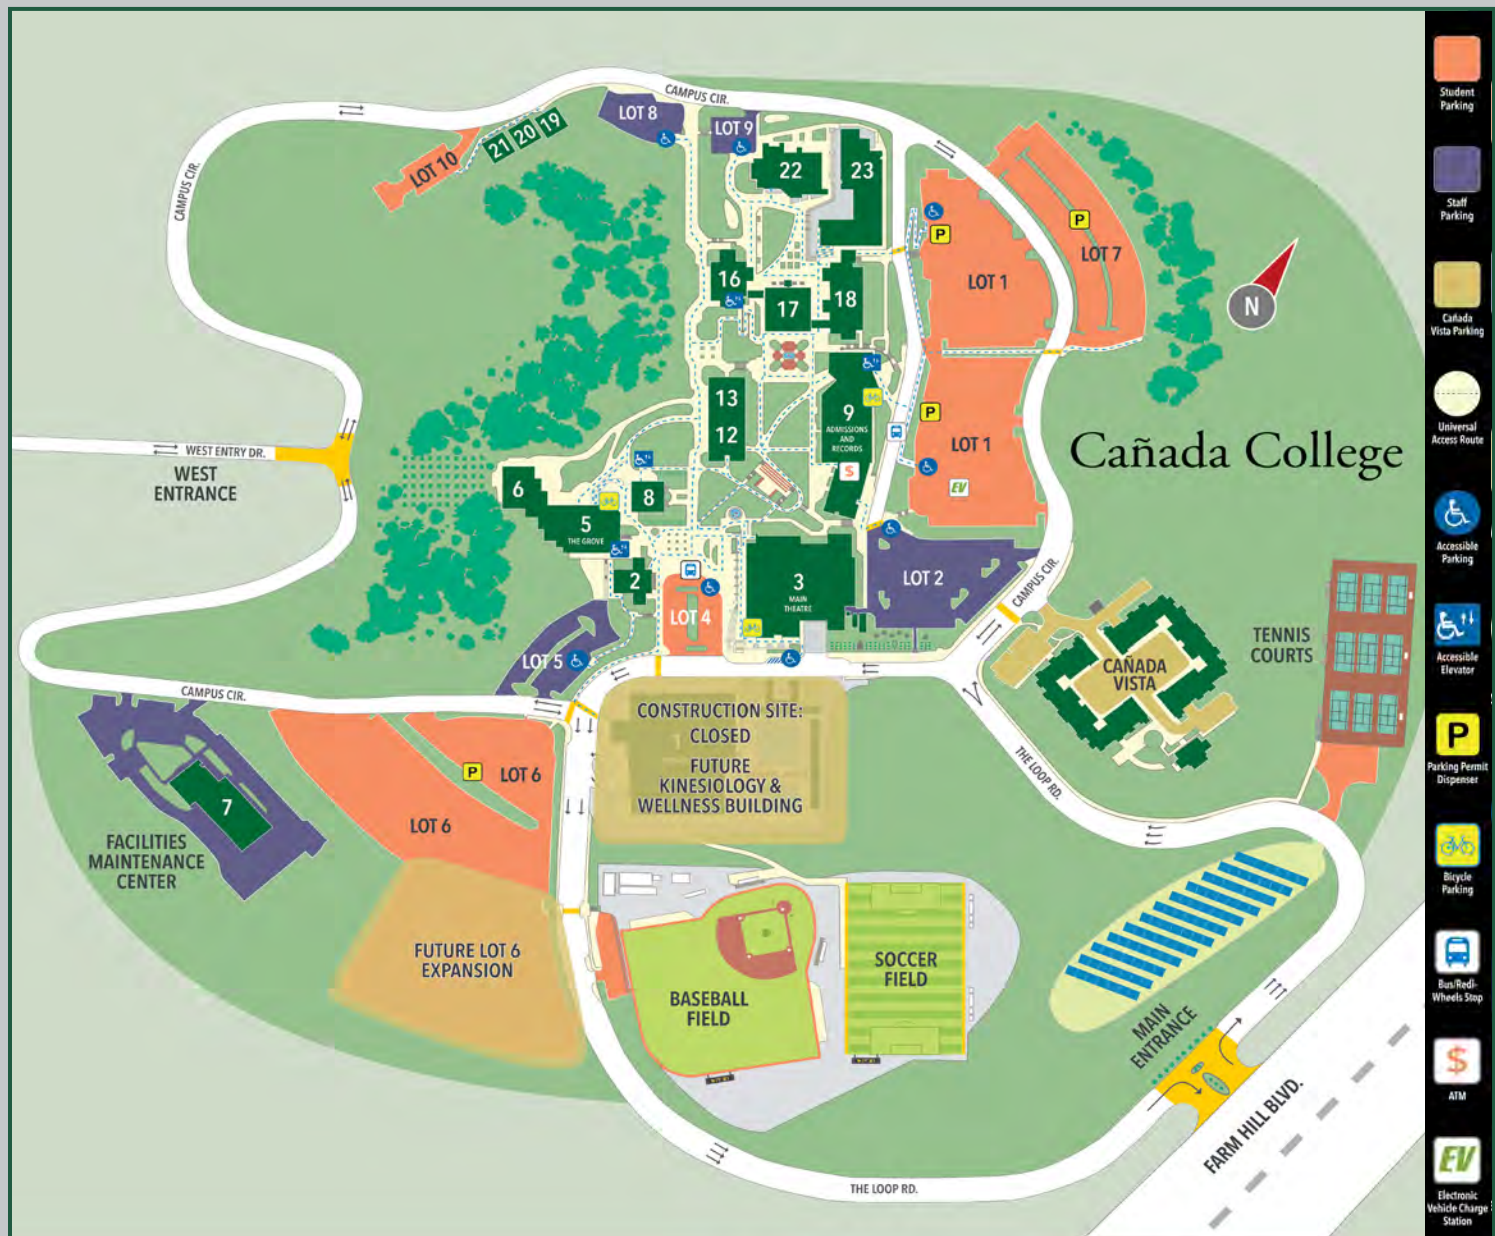 CAMPUS CIR.
LOT 8
LOT 9
19
20
21
LOT 10
22
23
CAMPUS CIR.
P
P
LOT 7
LOT 1
16
17
18
N
13
12
9
ADMISSIONS
AND
RECORDS
$
P
LOT 1
EV
Cañada College
WEST ENTRY DR.
WEST
ENTRANCE
6
8
5
THE GROVE
2
3
MAIN
THEATRE
LOT 2
LOT 4
LOT 5
CAMPUS CIR.
CAÑADA
VISTA
TENNIS
COURTS
CAMPUS CIR.
CONSTRUCTION SITE:
CLOSED
FUTURE
KINESIOLOGY &
WELLNESS BUILDING
1
THE LOOP RD.
P
LOT 6
LOT 6
7
FACILITIES
MAINTENANCE
CENTER
FUTURE LOT 6
EXPANSION
BASEBALL
FIELD
SOCCER
FIELD
MAIN
ENTRANCE
FARM HILL BLVD.
THE LOOP RD.
Student
Parking
Staff
Parking
Cañada
Vista Parking
Universal
Access Route
Accessible
Parking
Accessible
Elevator
P
Parking Permit
Dispenser
Bicycle
Parking
Bus/Redi-
Wheels Stop
$
ATM
EV
Electronic
Vehicle Charge
Station